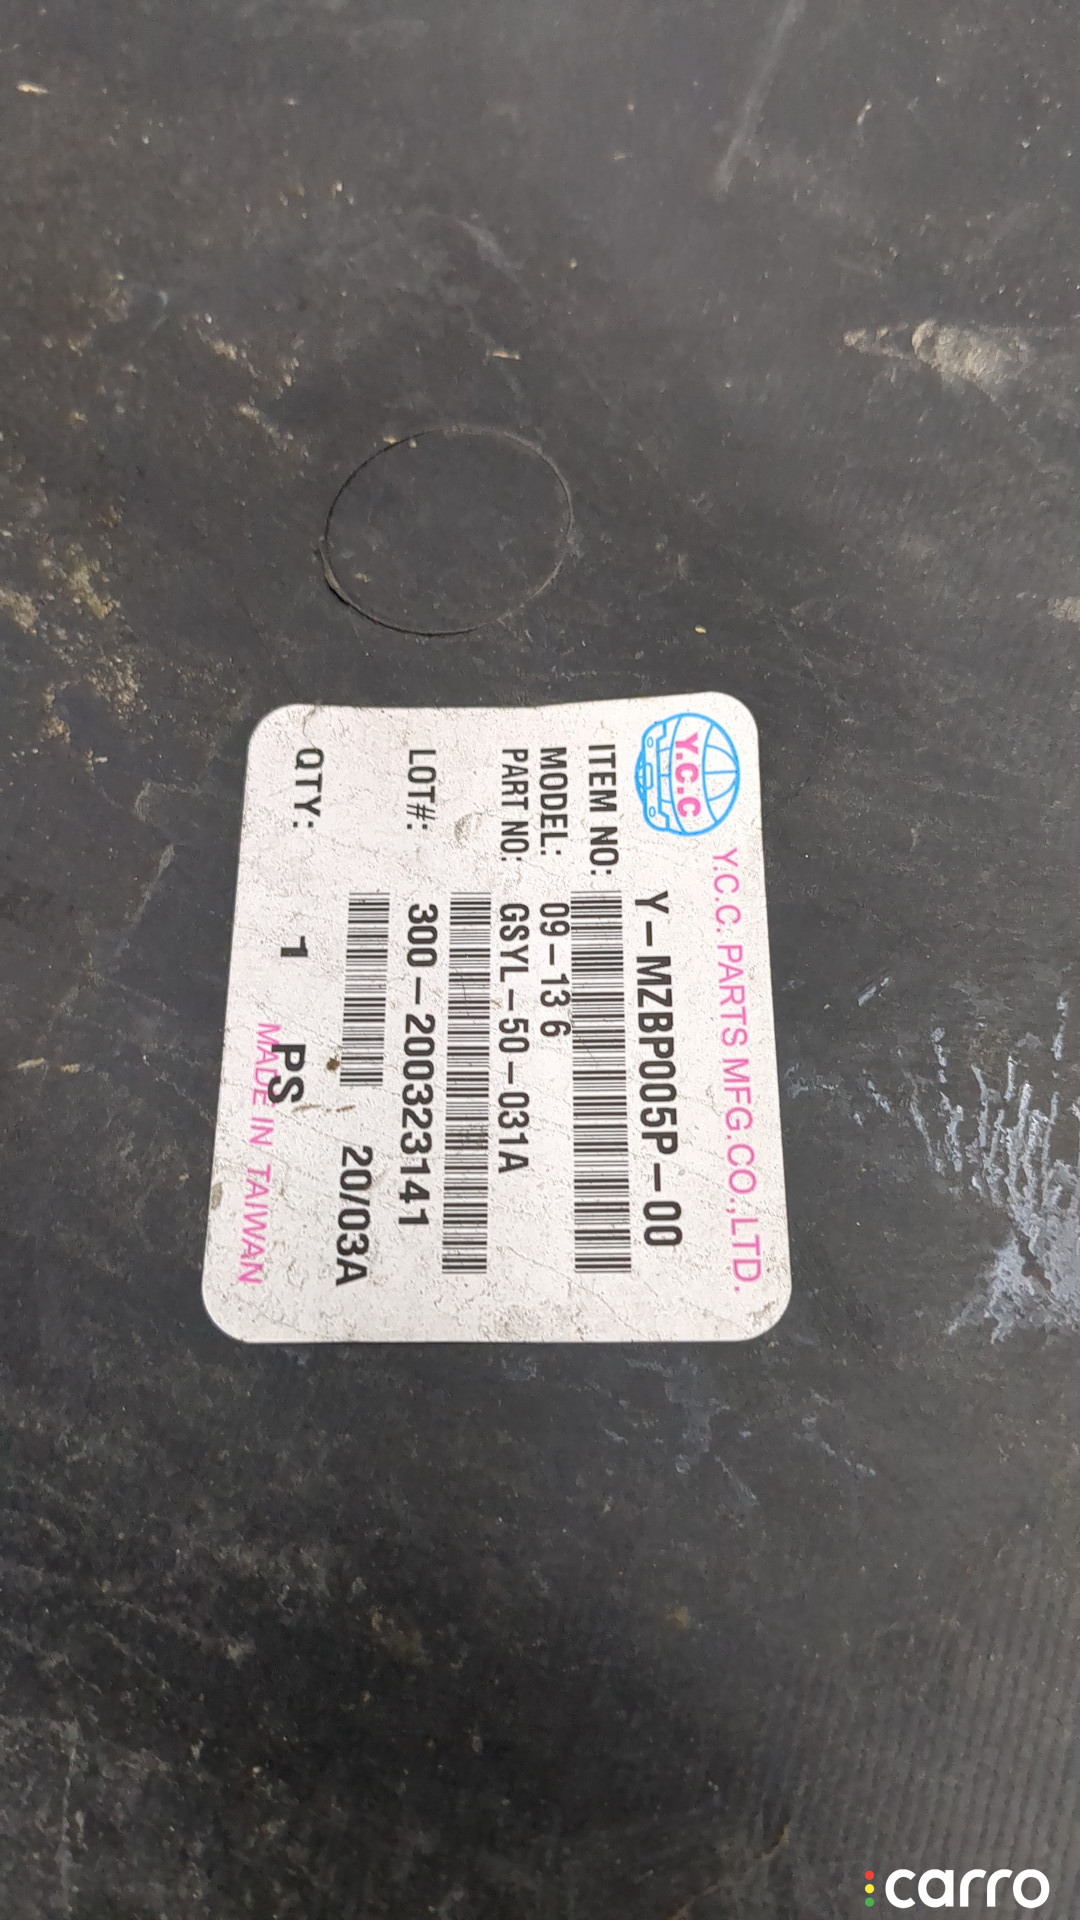 Y.C.C
Y.C.C. PARTS MFG.CO.,LTD.
Y-MZBP005P-00
ITEM NO:
MODEL: 09-13 6
PART NO: GSYL-50-031A
LOT#: 300-200323141
20/03A
QTY: 1 PS
MADE IN TAIWAN
carro